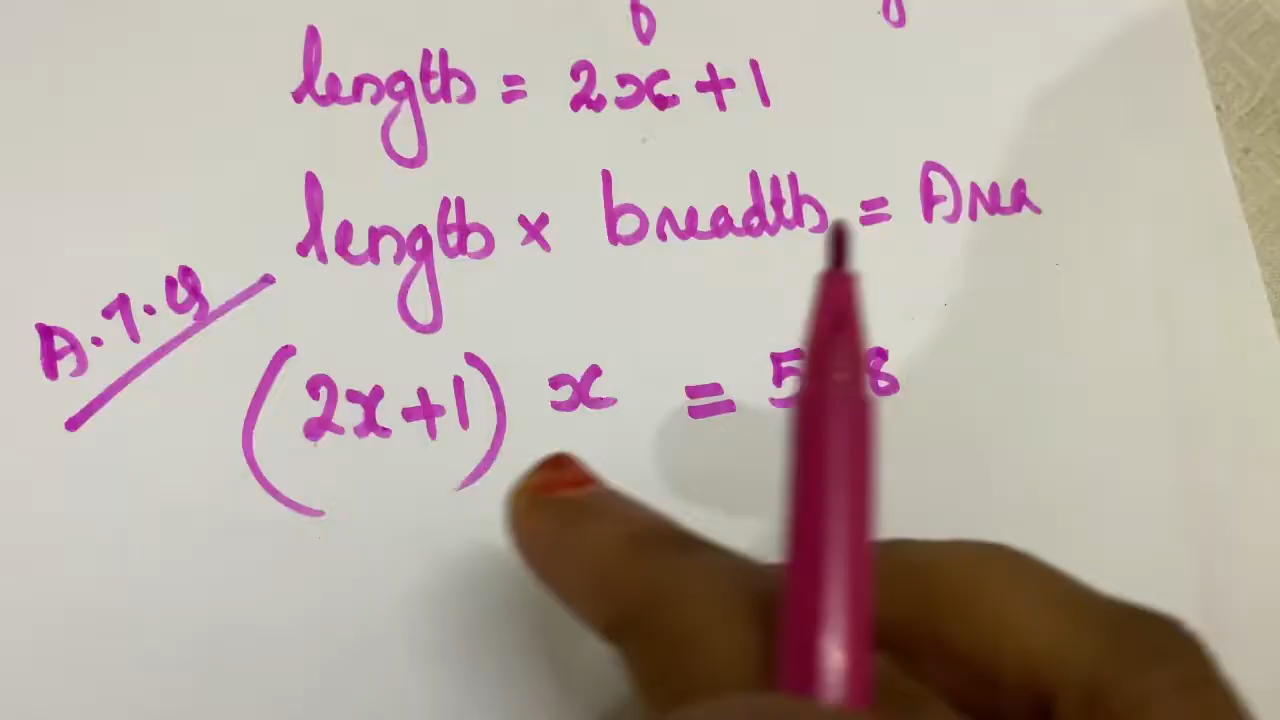 length = 2x+1
length × breadth = Area
A.T.Q
(2x+1) x =